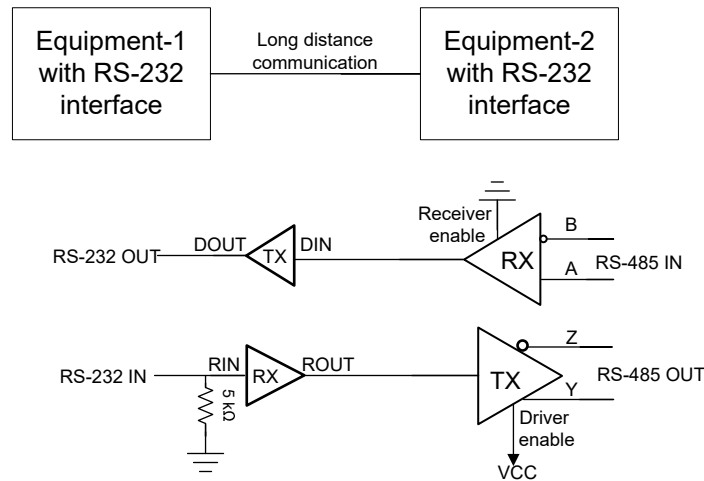 Equipment-1
with RS-232
interface
Long distance
communication
Equipment-2
with RS-232
interface
Receiver
enable
B
DOUT
TX
DIN
RX
RS-232 OUT
A
RS-485 IN
Z
RIN
RX
ROUT
TX
RS-232 IN
RS-485 OUT
Y
5 kΩ
Driver
enable
VCC